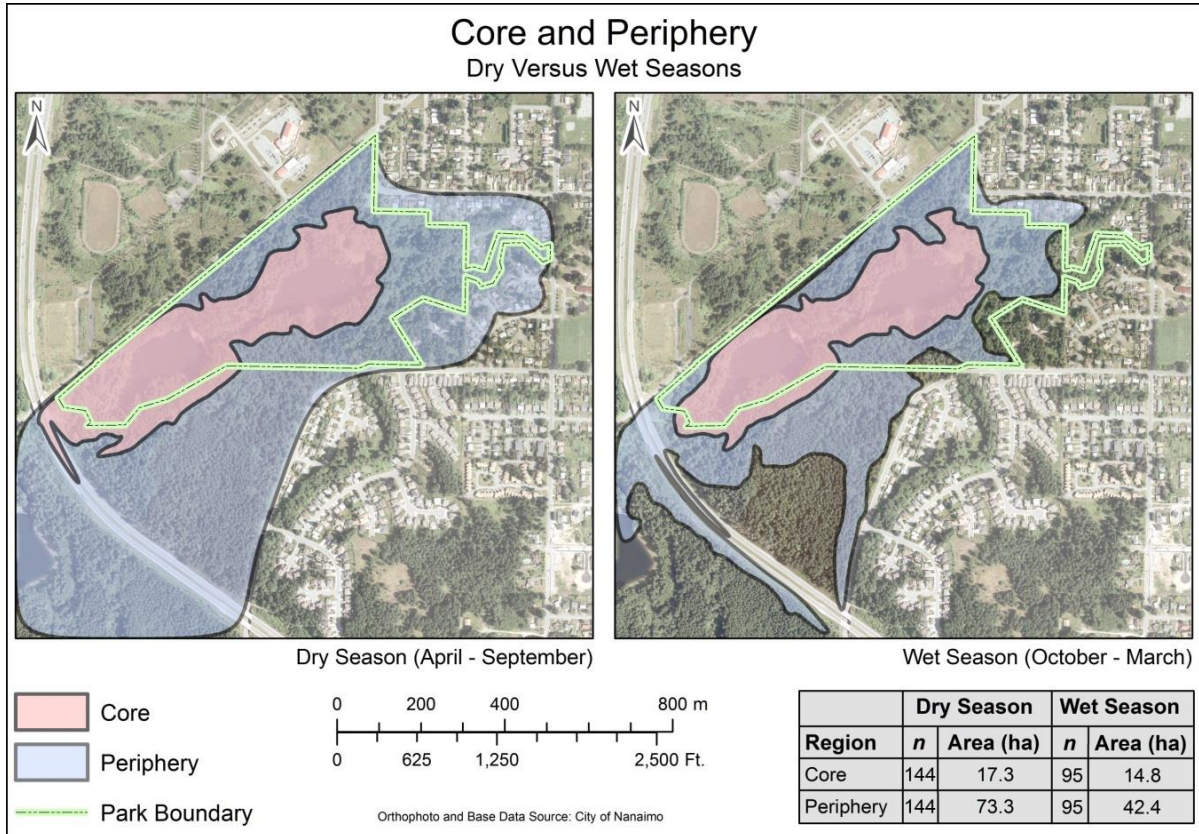 Core and Periphery
Dry Versus Wet Seasons
N
N
Dry Season (April - September)
Wet Season (October - March)
Core
Periphery
Park Boundary
0 200 400 800 m
0 625 1,250 2,500 Ft.
Orthophoto and Base Data Source: City of Nanaimo
Dry Season Wet Season
Region n Area (ha) n Area (ha)
Core 144 17.3 95 14.8
Periphery 144 73.3 95 42.4